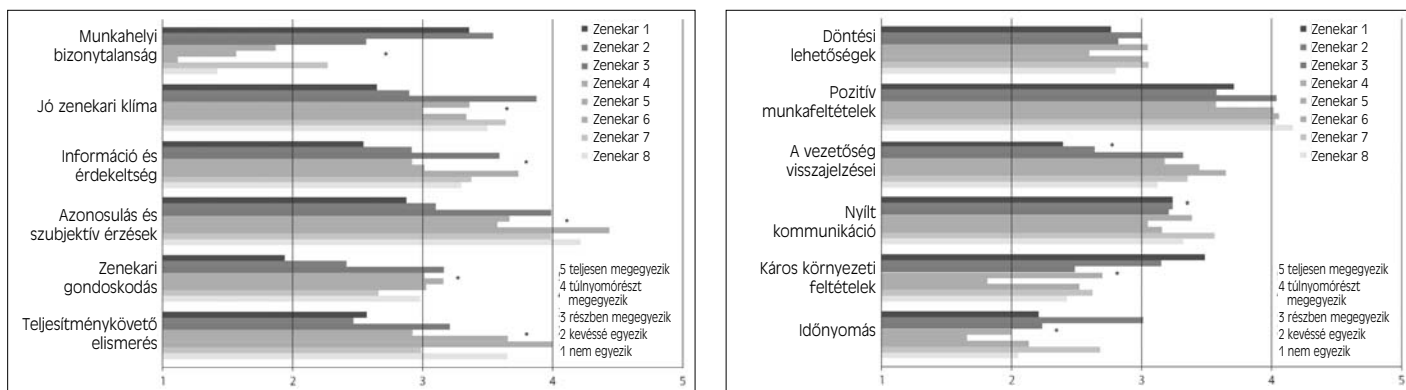 Munkahelyi
bizonytalanság
Jó zenekari klíma
Információ és
érdekeltség
Azonosulás és
szubjektív érzések
Zenekari
gondoskodás
Teljesítménykövető
elismerés
Zenekar 1
Zenekar 2
Zenekar 3
Zenekar 4
Zenekar 5
Zenekar 6
Zenekar 7
Zenekar 8
5 teljesen megegyezik
4 túlnyomórészt
megegyezik
3 részben megegyezik
2 kevéssé egyezik
1 nem egyezik
1 2 3 4 5
Döntési
lehetőségek
Pozitív
munkafeltételek
A vezetőség
visszajelzései
Nyílt
kommunikáció
Káros környezeti
feltételek
Időnyomás
Zenekar 1
Zenekar 2
Zenekar 3
Zenekar 4
Zenekar 5
Zenekar 6
Zenekar 7
Zenekar 8
5 teljesen megegyezik
4 túlnyomórészt
megegyezik
3 részben megegyezik
2 kevéssé egyezik
1 nem egyezik
1 2 3 4 5